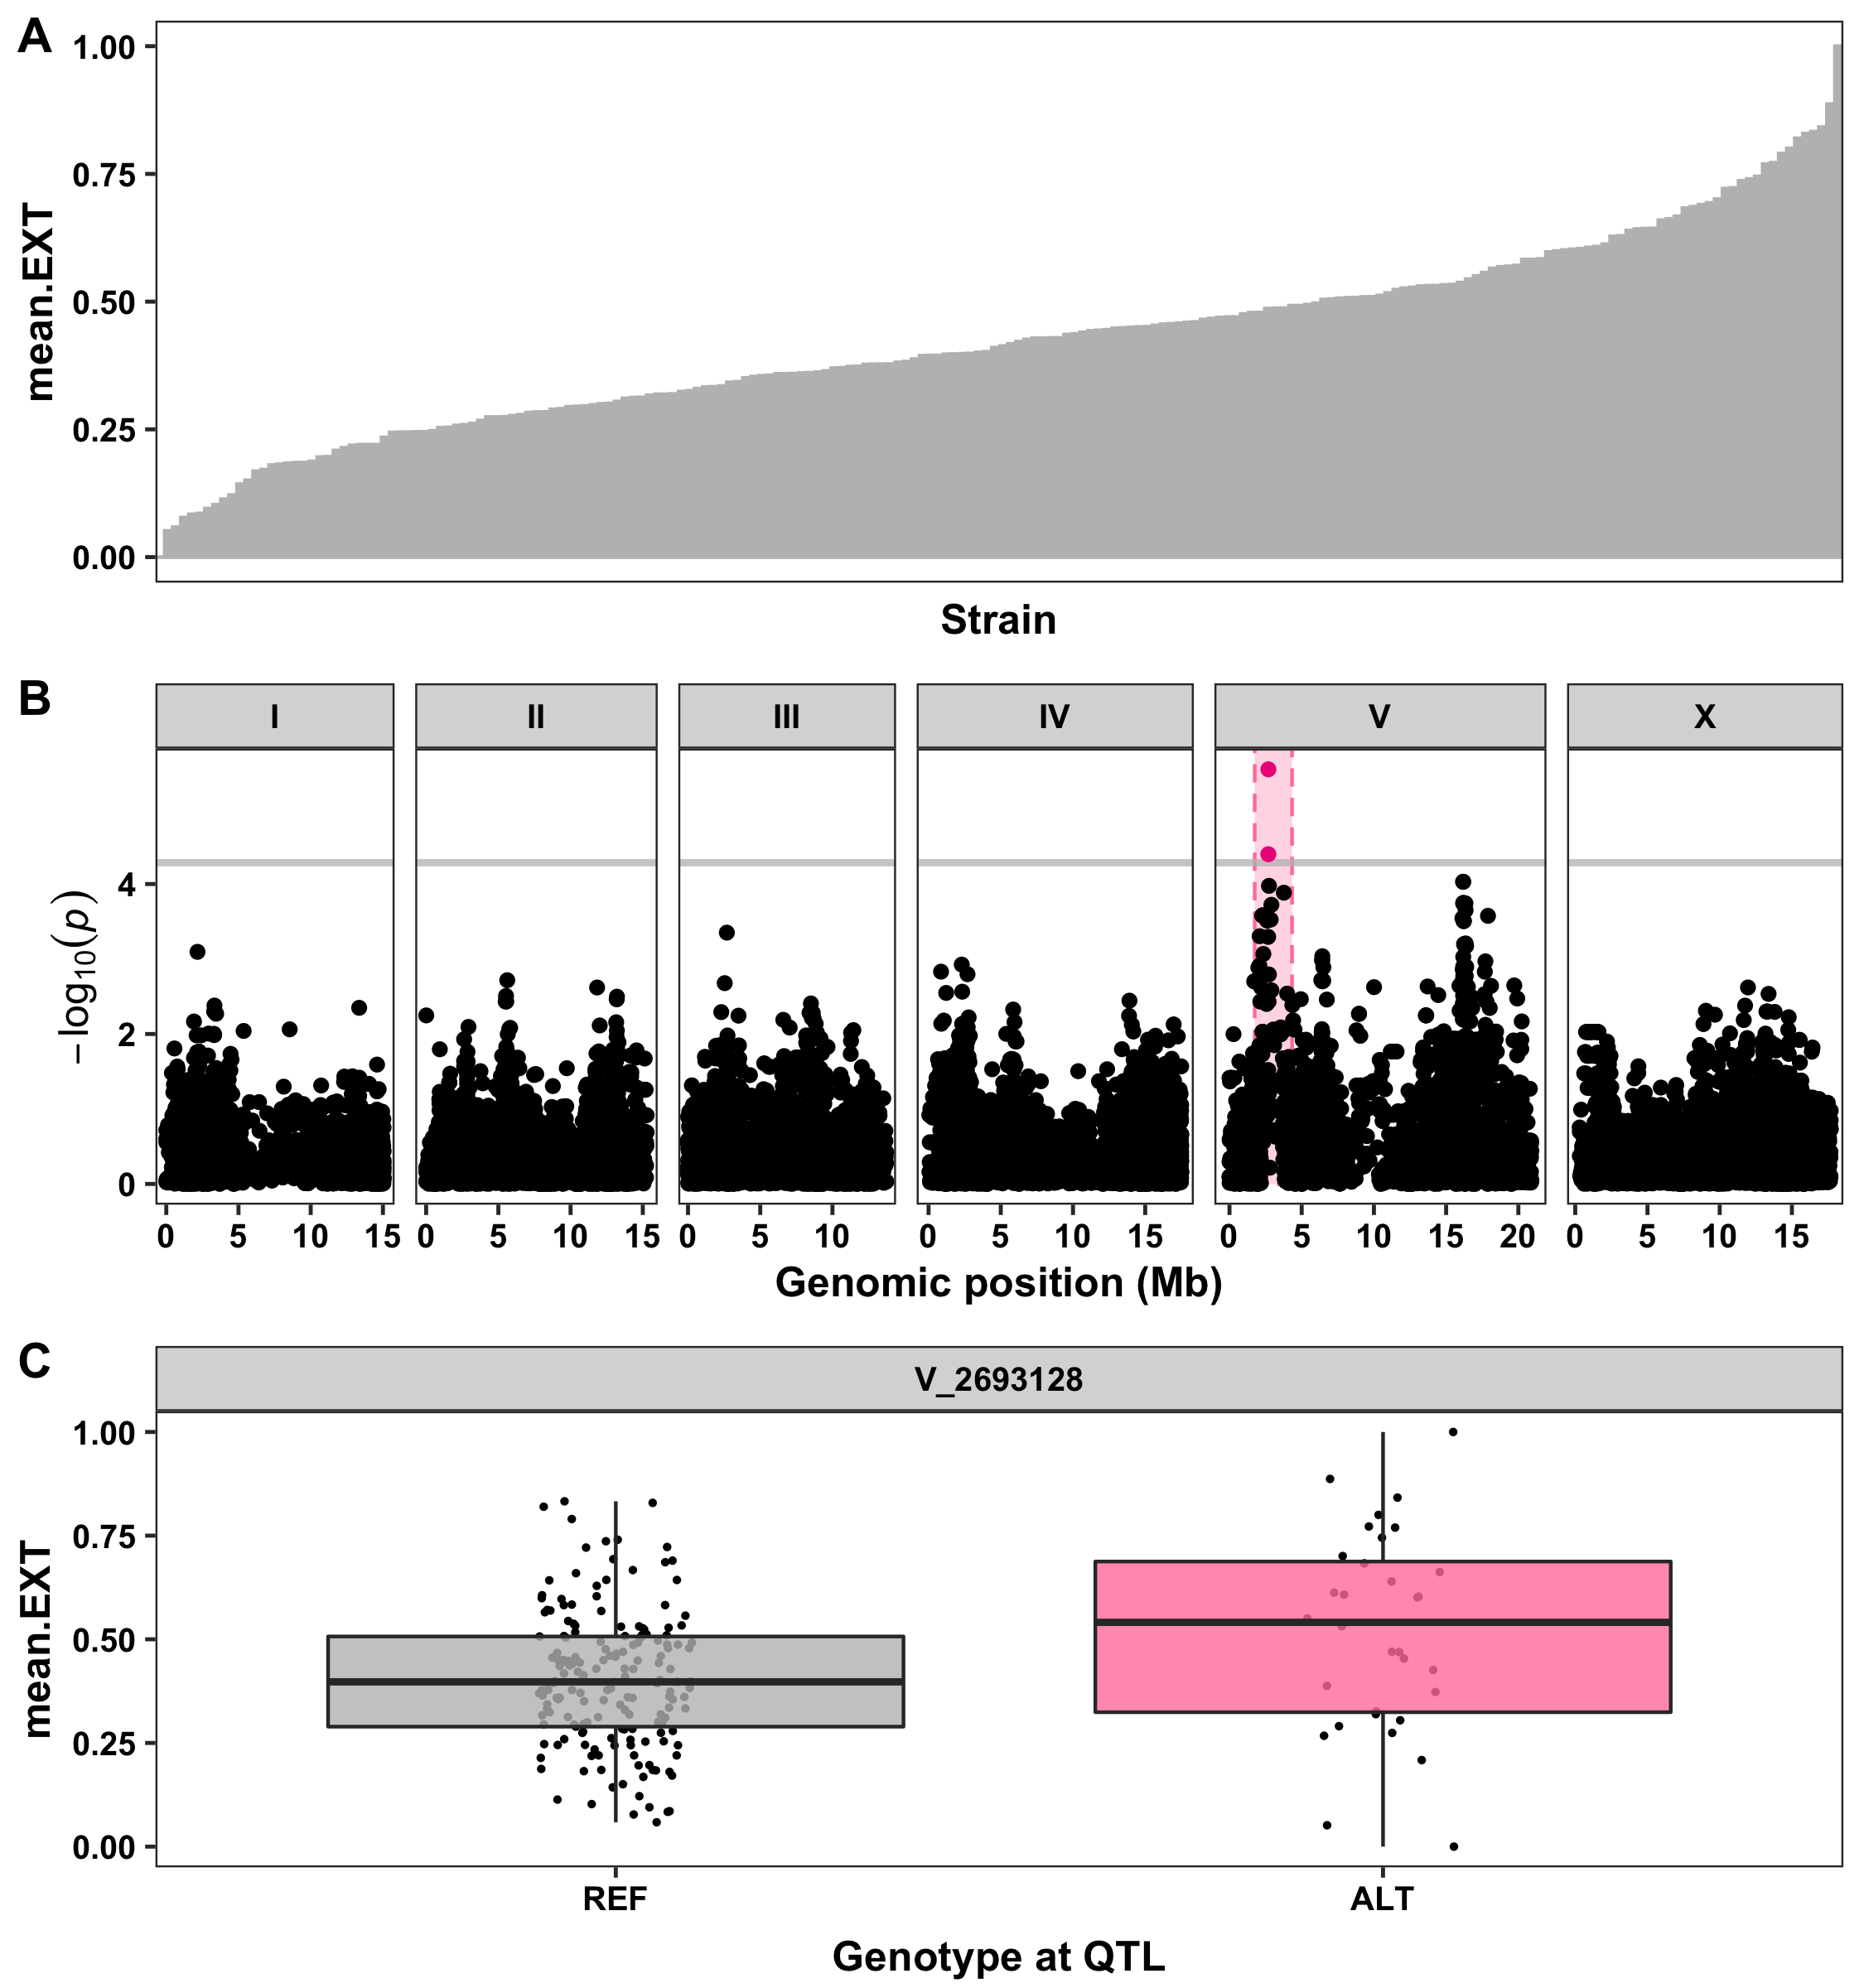 A
1.00
0.75
0.50
0.25
0.00
mean.EXT
Strain
B
I II III IV V X
4
2
0
−log10(p)
0 5 10 15 0 5 10 15 0 5 10 0 5 10 15 0 5 10 15 20 0 5 10 15
Genomic position (Mb)
C
V_2693128
1.00
0.75
0.50
0.25
0.00
mean.EXT
REF ALT
Genotype at QTL